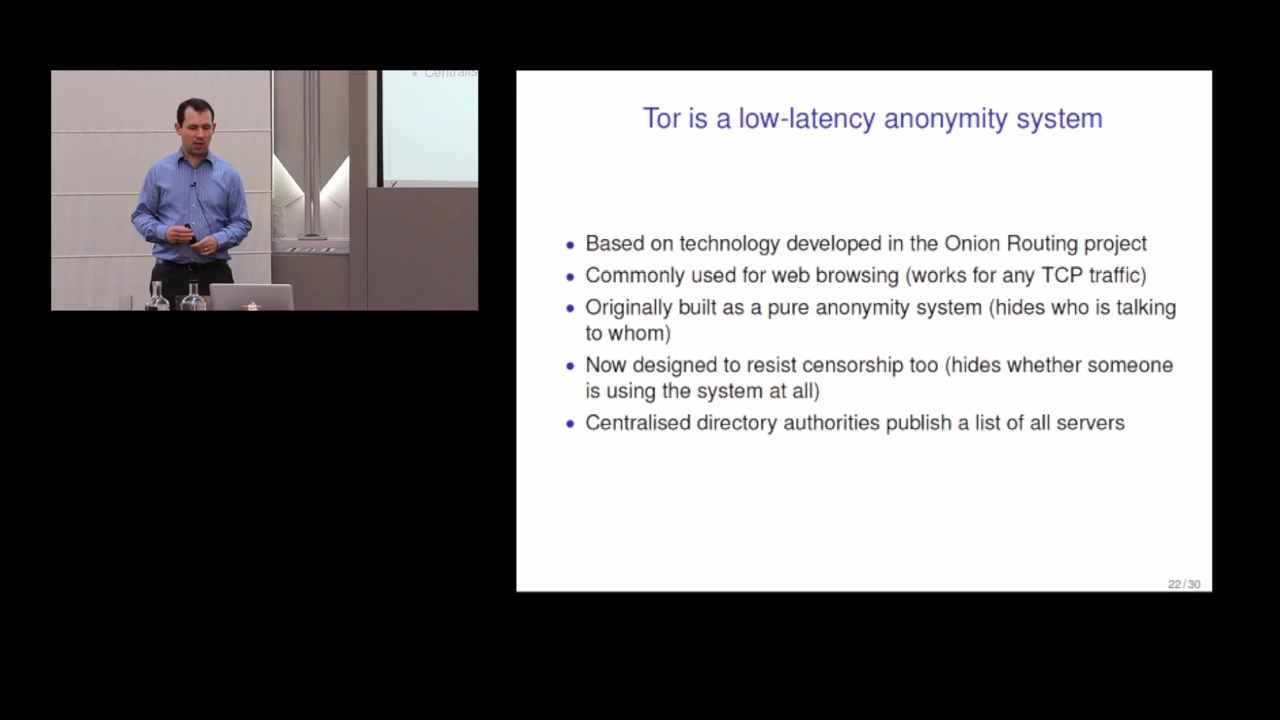 Centralis
Tor is a low-latency anonymity system
• Based on technology developed in the Onion Routing project
• Commonly used for web browsing (works for any TCP traffic)
• Originally built as a pure anonymity system (hides who is talking
to whom)
• Now designed to resist censorship too (hides whether someone
is using the system at all)
• Centralised directory authorities publish a list of all servers
22/30